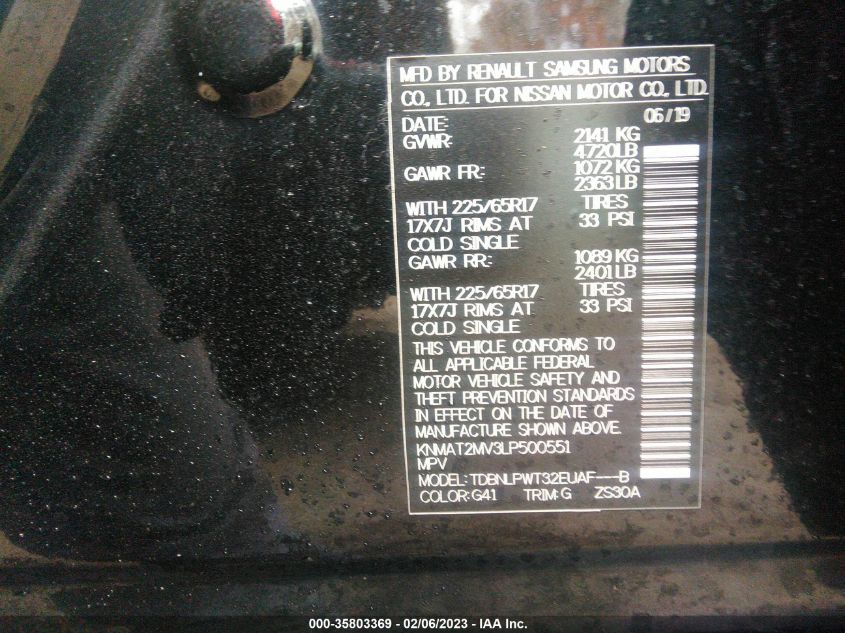 MFD BY RENAULT SAMSUNG MOTORS
CO., LTD. FOR NISSAN MOTOR CO., LTD.
DATE: 06/19
GVWR: 2141 KG
4720LB
GAWR FR: 1072 KG
2363LB
WITH 225/65R17 TIRES
17X7J RIMS AT 33 PSI
COLD SINGLE
GAWR RR: 1089 KG
2401LB
WITH 225/65R17 TIRES
17X7J RIMS AT 33 PSI
COLD SINGLE
THIS VEHICLE CONFORMS TO
ALL APPLICABLE FEDERAL
MOTOR VEHICLE SAFETY AND
THEFT PREVENTION STANDARDS
IN EFFECT ON THE DATE OF
MANUFACTURE SHOWN ABOVE.
KNMAT2MV3LP500551
MPV
MODEL: TDBNLPWT32EUAF---B
COLOR: G41 TRIM: G ZS30A
000-35803369 - 02/06/2023 - IAA Inc.